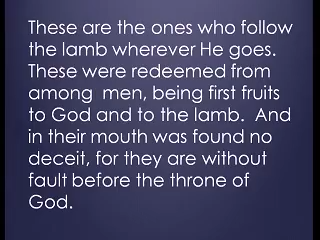 These are the ones who follow
the lamb wherever He goes.
These were redeemed from
among  men, being first fruits
to God and to the lamb.  And
in their mouth was found no
deceit, for they are without
fault before the throne of
God.